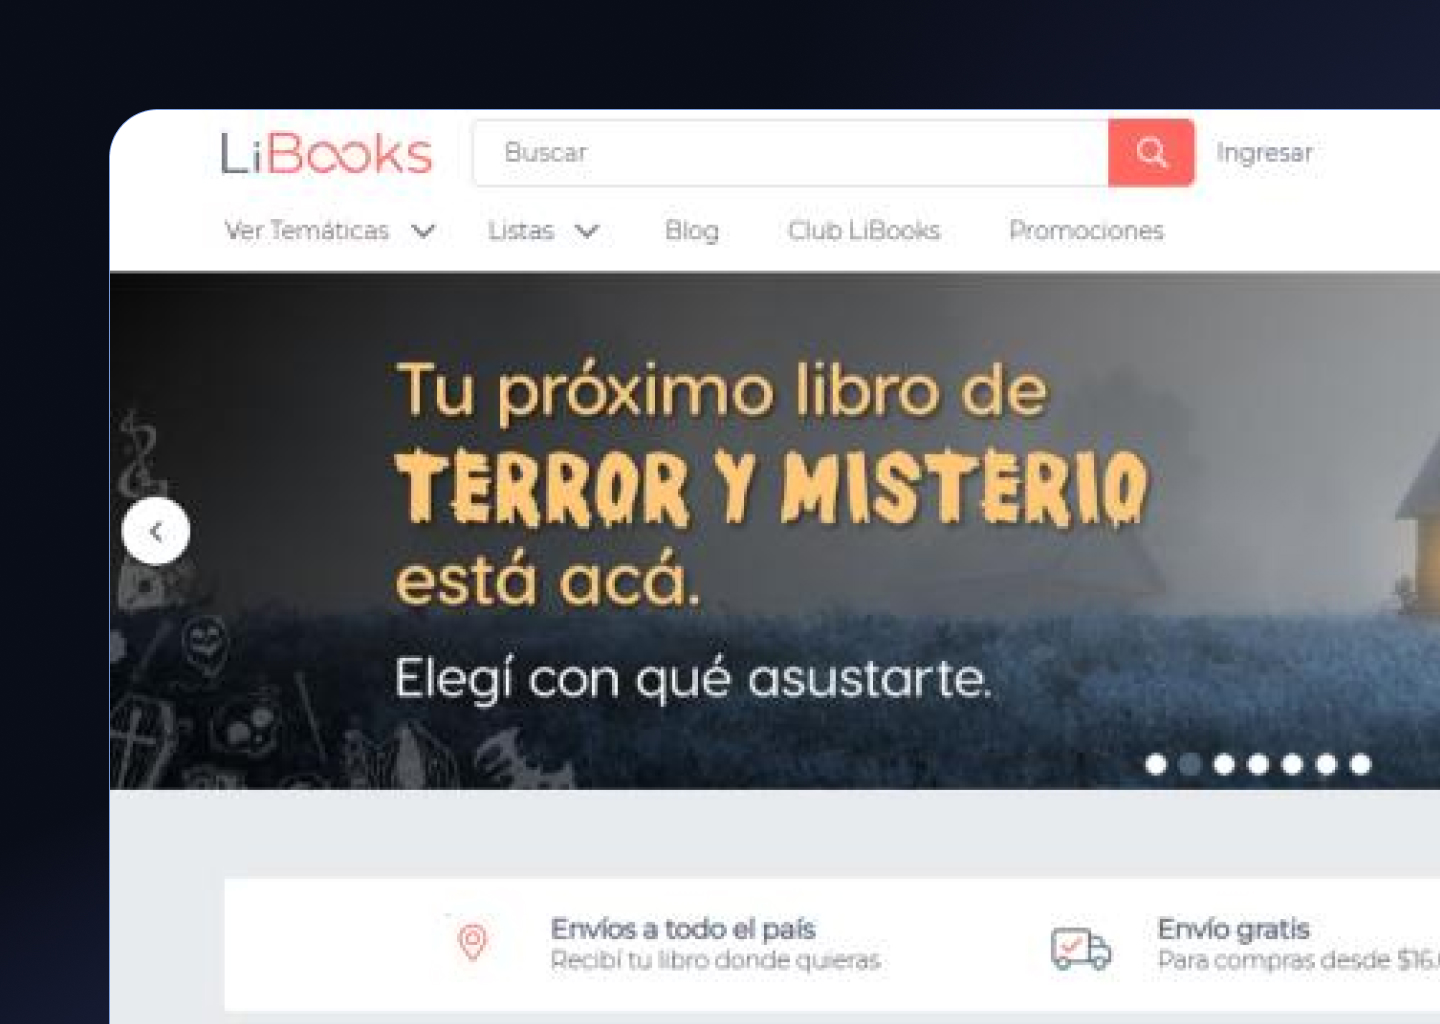 LiBooks
Buscar
Ingresar
Ver Temáticas
Listas
Blog
Club LiBooks
Promociones
Tu próximo libro de
TERROR Y MISTERIO
está acá.
Elegí con qué asustarte.
Envíos a todo el país
Recibí tu libro donde quieras
Envío gratis
Para compras desde $16.